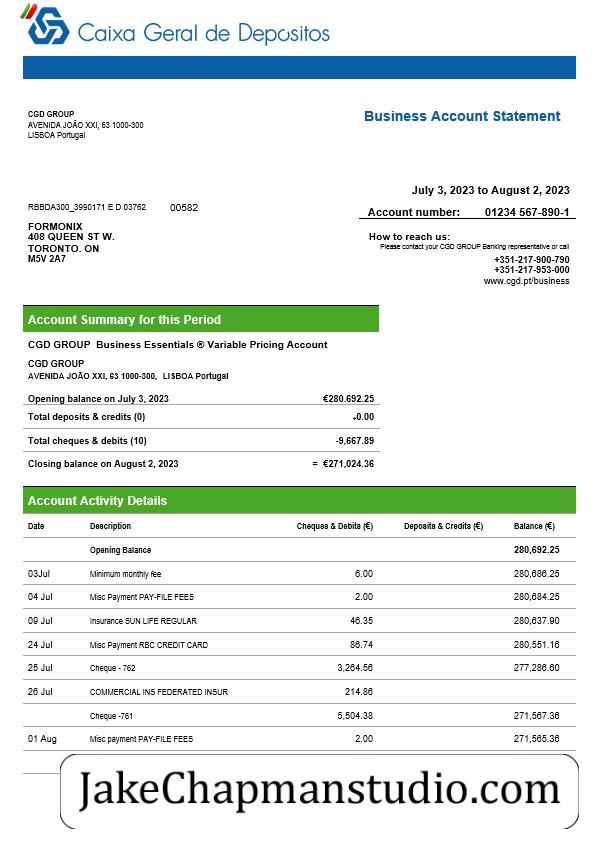 Caixa Geral de Depósitos
CGD GROUP
AVENIDA JOÃO XXI, 63 1000-300
LISBOA Portugal
Business Account Statement
July 3, 2023 to August 2, 2023
RBBDA300_3990171 E D 03762 00582
Account number: 01234 567-890-1
FORMONIX
408 QUEEN ST W.
TORONTO. ON
M5V 2A7
How to reach us:
Please contact your CGD GROUP Banking representative or call
+351-217-900-790
+351-217-953-000
www.cgd.pt/business
Account Summary for this Period
CGD GROUP Business Essentials ® Variable Pricing Account
CGD GROUP
AVENIDA JOÃO XXI, 63 1000-300, LISBOA Portugal
Opening balance on July 3, 2023 €280.692.25
Total deposits & credits (0) +0.00
Total cheques & debits (10) -9,667.89
Closing balance on August 2, 2023 = €271,024.36
Account Activity Details
Date Description Cheques & Debits (€) Deposits & Credits (€) Balance (€)
Opening Balance 280,692.25
03Jul Minimum monthly fee 6.00 280,686.25
04 Jul Misc Payment PAY-FILE FEES 2.00 280,684.25
09 Jul Insurance SUN LIFE REGULAR 46.35 280,637.90
24 Jul Misc Payment RBC CREDIT CARD 86.74 280,551.16
25 Jul Cheque - 762 3,264.56 277,286.60
26 Jul COMMERCIAL INS FEDERATED INSUR 214.86
Cheque -761 5,504.38 271,567.36
01 Aug Misc payment PAY-FILE FEES 2.00 271,565.36
JakeChapmanstudio.com